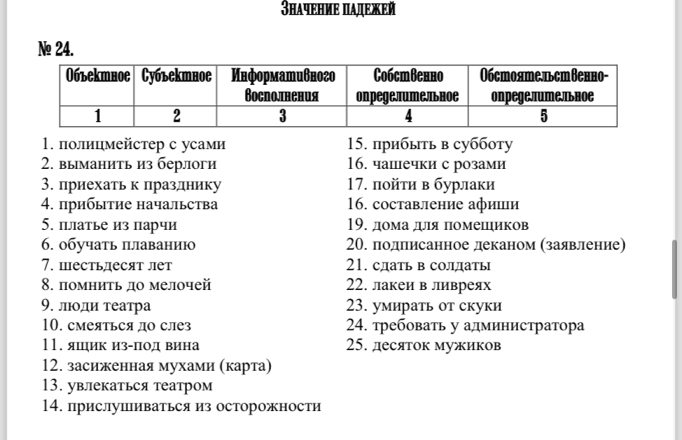 Значение падежей
№ 24.
Объектное Субъектное Информативного восполнения Собственно определительное Обстоятельственно-определительное
1 2 3 4 5
1. полицмейстер с усами
2. выманить из берлоги
3. приехать к празднику
4. прибытие начальства
5. платье из парчи
6. обучать плаванию
7. шестьдесят лет
8. помнить до мелочей
9. люди театра
10. смеяться до слез
11. ящик из-под вина
12. засиженная мухами (карта)
13. увлекаться театром
14. прислушиваться из осторожности
15. прибыть в субботу
16. чашечки с розами
17. пойти в бурлаки
16. составление афиши
19. дома для помещиков
20. подписанное деканом (заявление)
21. сдать в солдаты
22. лакеи в ливреях
23. умирать от скуки
24. требовать у администратора
25. десяток мужиков